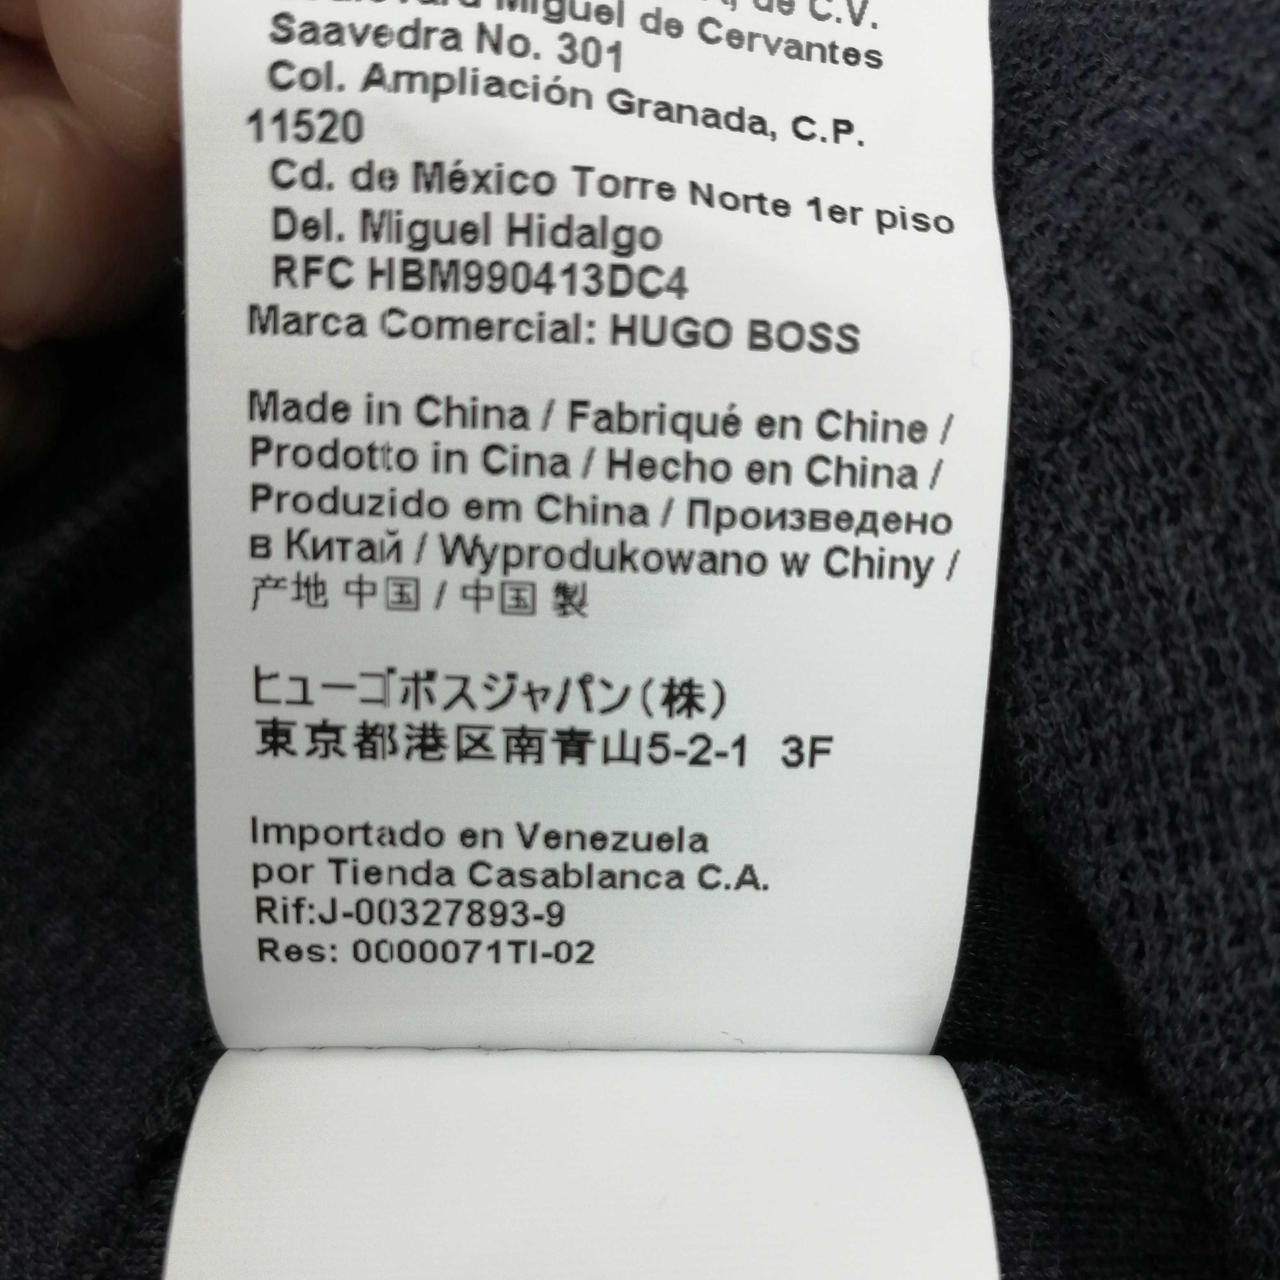 de C.V.
Miguel de Cervantes
Saavedra No. 301
Col. Ampliación Granada, C.P.
11520
Cd. de México Torre Norte 1er piso
Del. Miguel Hidalgo
RFC HBM990413DC4
Marca Comercial: HUGO BOSS
Made in China / Fabriqué en Chine /
Prodotto in Cina / Hecho en China /
Produzido em China / Произведено
в Китай / Wyprodukowano w Chiny /
产地 中国 / 中国 製
ヒューゴボスジャパン(株)
東京都港区南青山5-2-1 3F
Importado en Venezuela
por Tienda Casablanca C.A.
Rif:J-00327893-9
Res: 0000071TI-02